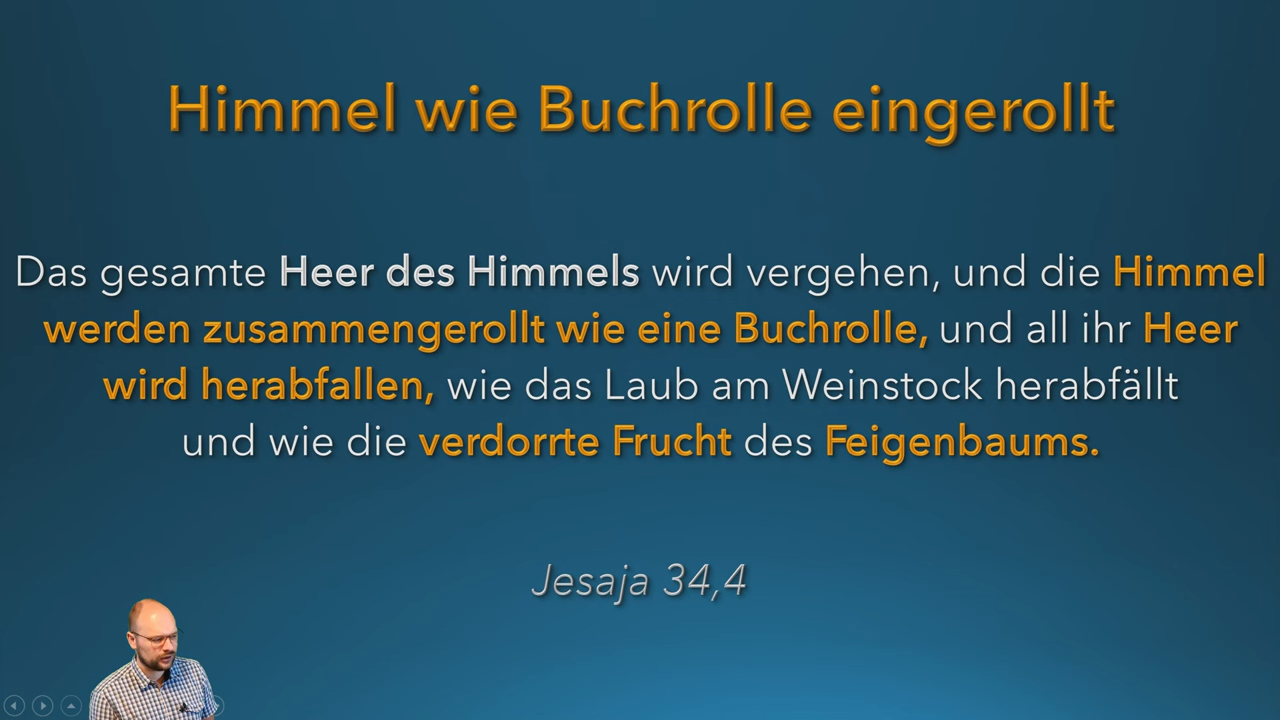 Himmel wie Buchrolle eingerollt
Das gesamte Heer des Himmels wird vergehen, und die Himmel
werden zusammengerollt wie eine Buchrolle, und all ihr Heer
wird herabfallen, wie das Laub am Weinstock herabfällt
und wie die verdorrte Frucht des Feigenbaums.
Jesaja 34,4